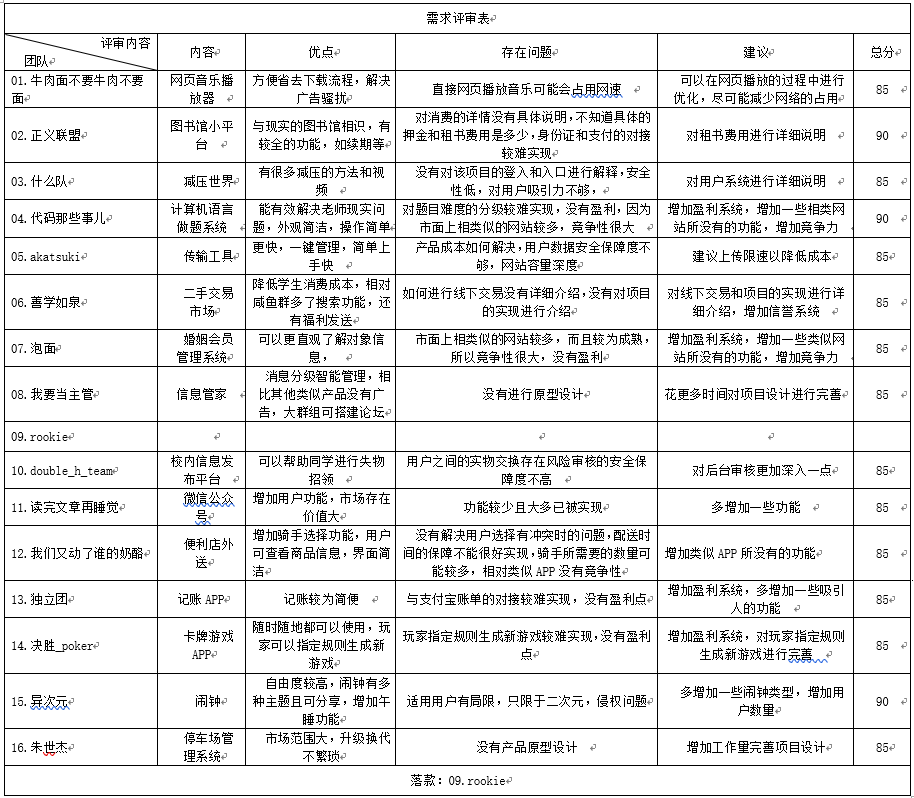 需求评审表
评审内容
团队
内容
优点
存在问题
建议
总分
01.牛肉面不要牛肉不要
面
网页音乐播
放器
方便省去下载流程，解决
广告骚扰
直接网页播放音乐可能会占用网速
可以在网页播放的过程中进行
优化，尽可能减少网络的占用
85
02.正义联盟
图书馆小平
台
与现实的图书馆相识，有
较全的功能，如续期等
对消费的详情没有具体说明，不知道具体的
押金和租书费用是多少，身份证和支付的对接
较难实现
对租书费用进行详细说明
90
03.什么队
减压世界
有很多减压的方法和视
频
没有对该项目的登入和入口进行解释，安全
性低，对用户吸引力不够，
对用户系统进行详细说明
85
04.代码那些事儿
计算机语言
做题系统
能有效解决老师现实问
题，外观简洁，操作简单
对题目难度的分级较难实现，没有盈利，因为
市面上相类似的网站较多，竞争性很大
增加盈利系统，增加一些相类网
站所没有的功能，增加竞争力
90
05.akatsuki
传输工具
更快，一键管理，简单上
手快
产品成本如何解决，用户数据安全保障度不
够，网站容量深度
建议上传限速以降低成本
85
06.善学如泉
二手交易
市场
降低学生消费成本，相对
咸鱼群多了搜索功能，还
有福利发送
如何进行线下交易没有详细介绍，没有对项目
的实现进行介绍
对线下交易和项目的实现进行详
细介绍，增加信誉系统
85
07.泡面
婚姻会员
管理系统
可以更直观了解对象信
息，
市面上相类似的网站较多，而且较为成熟，
所以竞争性很大，没有盈利
增加盈利系统，增加一些类似网
站所没有的功能，增加竞争力
85
08.我要当主管
信息管家
消息分级智能管理，相
比其他类似产品没有广
告，大群组可搭建论坛
没有进行原型设计
花更多时间对项目设计进行完善
85
09.rookie
10.double_h_team
校内信息发
布平台
可以帮助同学进行失物
招领
用户之间的实物交换存在风险审核的安全保
障度不高
对后台审核更加深入一点
85
11.读完文章再睡觉
微信公众
号
增加用户功能，市场存在
价值大
功能较少且大多已被实现
多增加一些功能
85
12.我们又动了谁的奶酪
便利店外
送
增加骑手选择功能，用户
可查看商品信息，界面简
洁
没有解决用户选择有冲突时的问题，配送时
间的保障不能很好实现，骑手所需要的数量可
能较多，相对类似 APP 没有竞争性
增加类似 APP 所没有的功能
85
13.独立团
记账 APP
记账较为简便
与支付宝账单的对接较难实现，没有盈利点
增加盈利系统，多增加一些吸引
人的功能
85
14.决胜_poker
卡牌游戏
APP
随时随地都可以使用，玩
家可以指定规则生成新
游戏
玩家指定规则生成新游戏较难实现，没有盈利
点
增加盈利系统，对玩家指定规则
生成新游戏进行完善
85
15.异次元
闹钟
自由度较高，闹钟有多
种主题且可分享，增加午
睡功能
适用用户有局限，只限于二次元，侵权问题
多增加一些闹钟类型，增加用
户数量
90
16.朱世杰
停车场管
理系统
市场范围大，升级换代
不繁琐
没有产品原型设计
增加工作量完善项目设计
85
落款：09.rookie